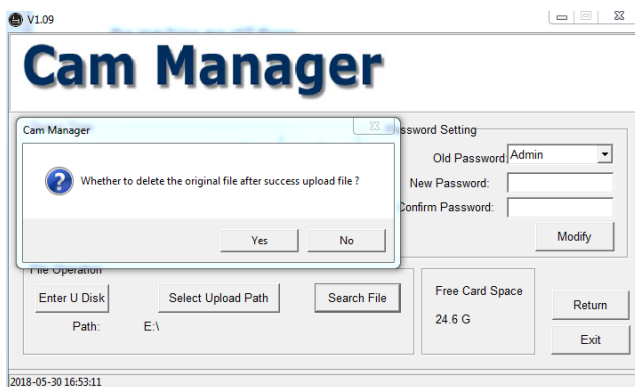 V1.09
Cam Manager
Cam Manager
Whether to delete the original file after success upload file ?
Yes No
ssword Setting
Old Password: Admin
New Password:
Confirm Password:
Modify
File Operation
Enter U Disk Select Upload Path Search File
Path: E:\
Free Card Space
24.6 G
Return
Exit
2018-05-30 16:53:11